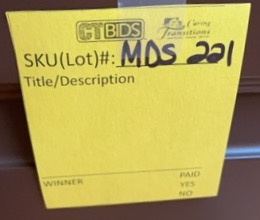 CTBIDS Caring Transitions
SKU(Lot)#: MDS 221
Title/Description
PAID
WINNER YES
NO